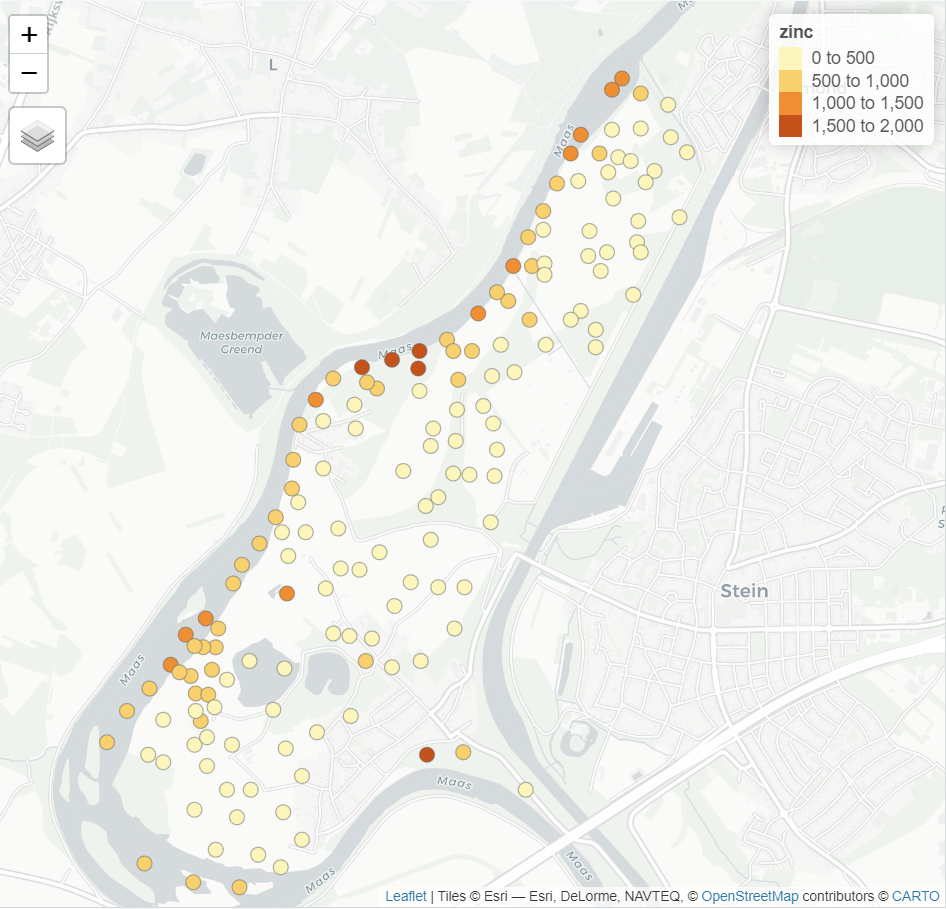 +
−
L
Maas
zinc
0 to 500
500 to 1,000
1,000 to 1,500
1,500 to 2,000
Maesbempder
Greend
Maas
Stein
Maas
Maas
Maas
Maas
Leaflet | Tiles © Esri — Esri, DeLorme, NAVTEQ, © OpenStreetMap contributors © CARTO